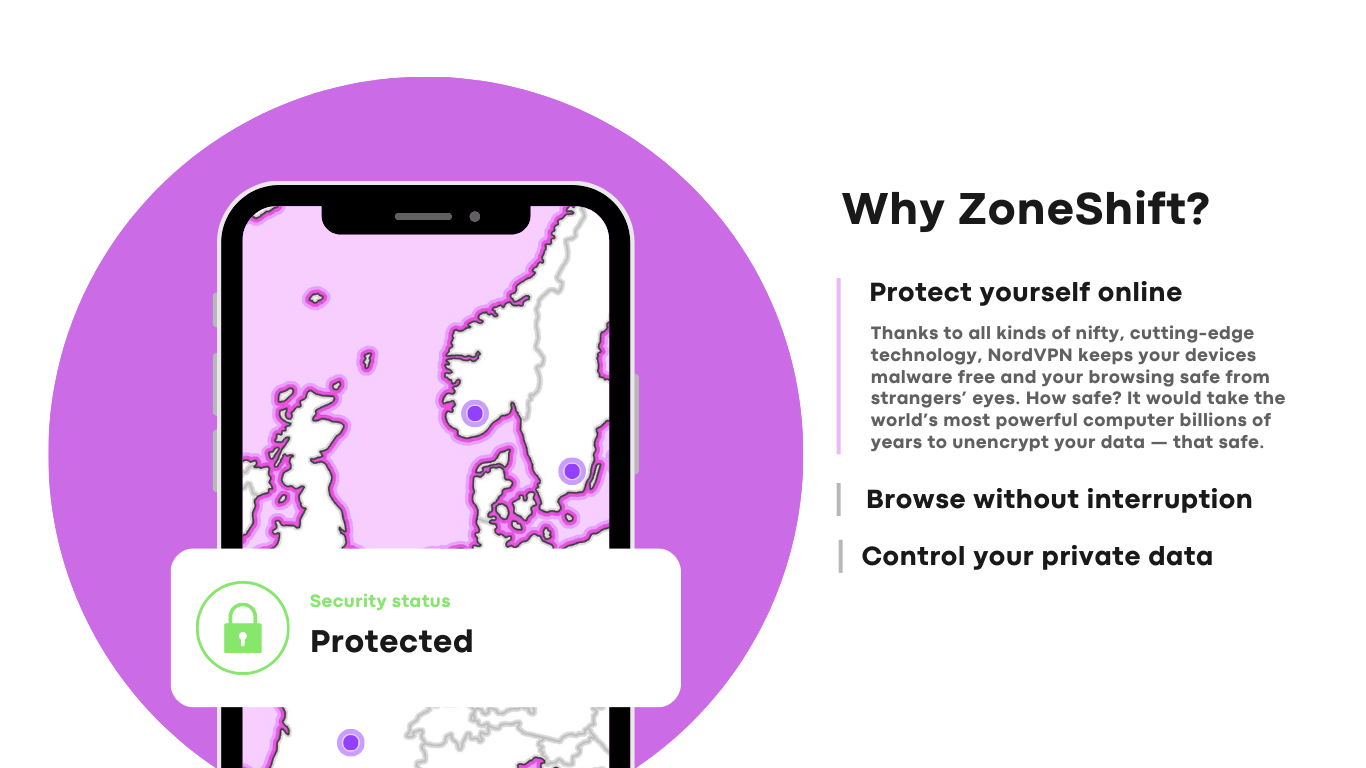 Why ZoneShift?
Protect yourself online
Thanks to all kinds of nifty, cutting-edge
technology, NordVPN keeps your devices
malware free and your browsing safe from
strangers’ eyes. How safe? It would take the
world’s most powerful computer billions of
years to unencrypt your data — that safe.
Browse without interruption
Control your private data
Security status
Protected